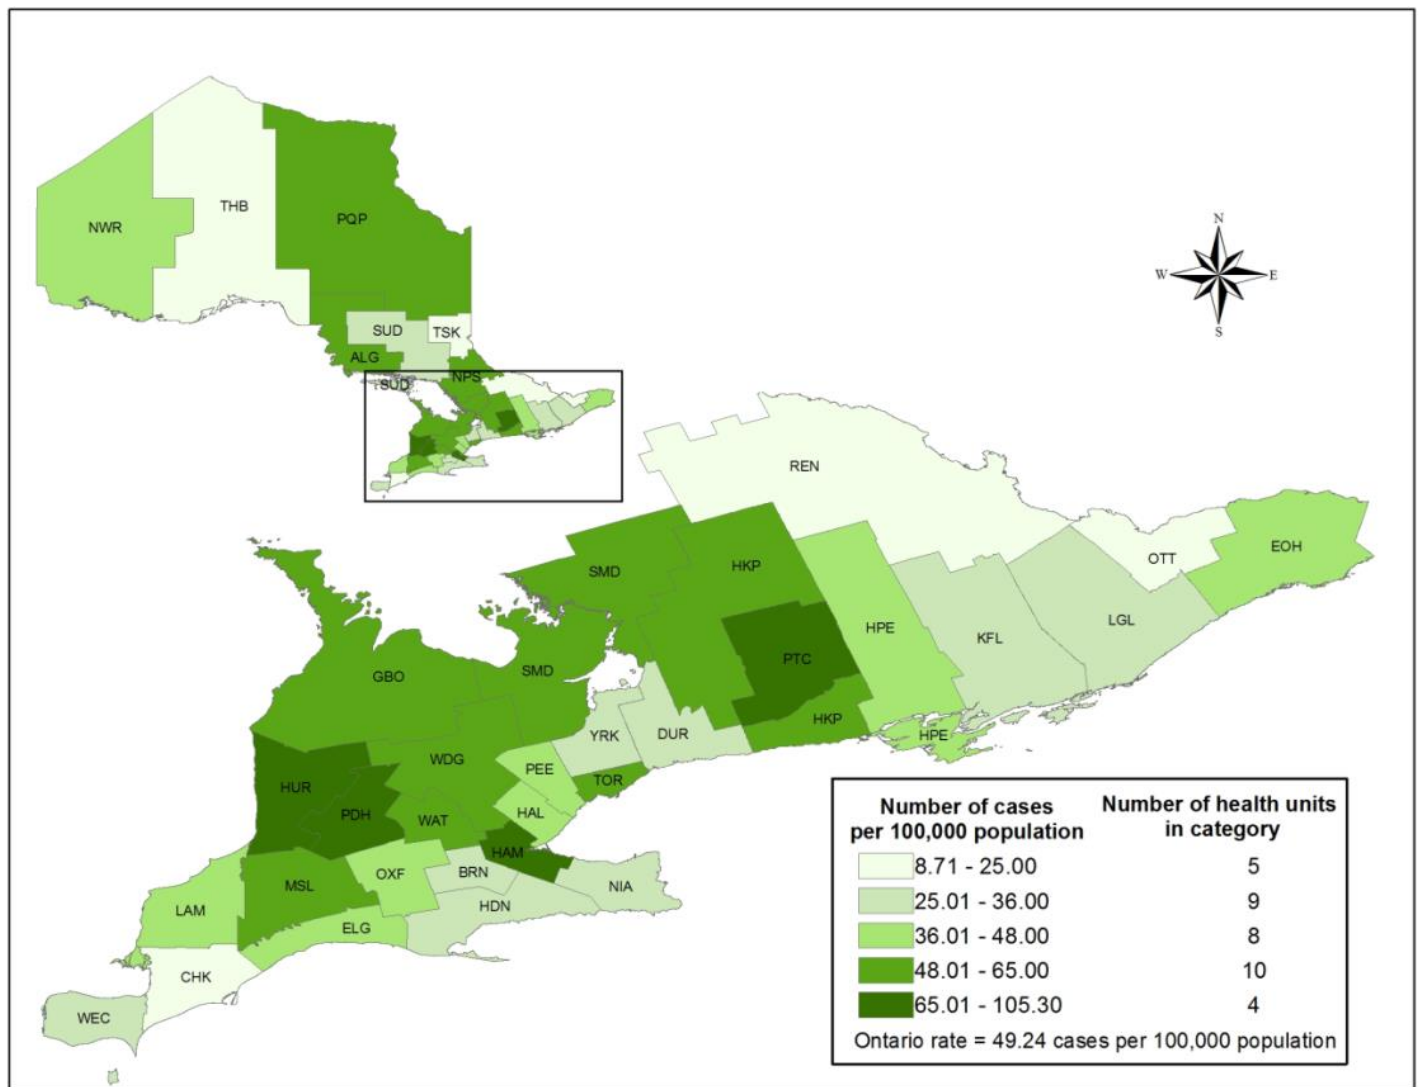 N
W
E
S
THB
PQP
NWR
SUD
TSK
ALG
NPS
SUD
REN
OTT
EOH
SMD
HKP
HPE
LGL
KFL
PTC
SMD
GBO
HKP
HPE
YRK
DUR
WDG
PEE
TOR
HUR
PDH
WAT
HAL
HAM
BRN
OXF
MSL
NIA
HDN
LAM
ELG
CHK
WEC
Number of cases
per 100,000 population
Number of health units
in category
8.71 - 25.00 5
25.01 - 36.00 9
36.01 - 48.00 8
48.01 - 65.00 10
65.01 - 105.30 4
Ontario rate = 49.24 cases per 100,000 population